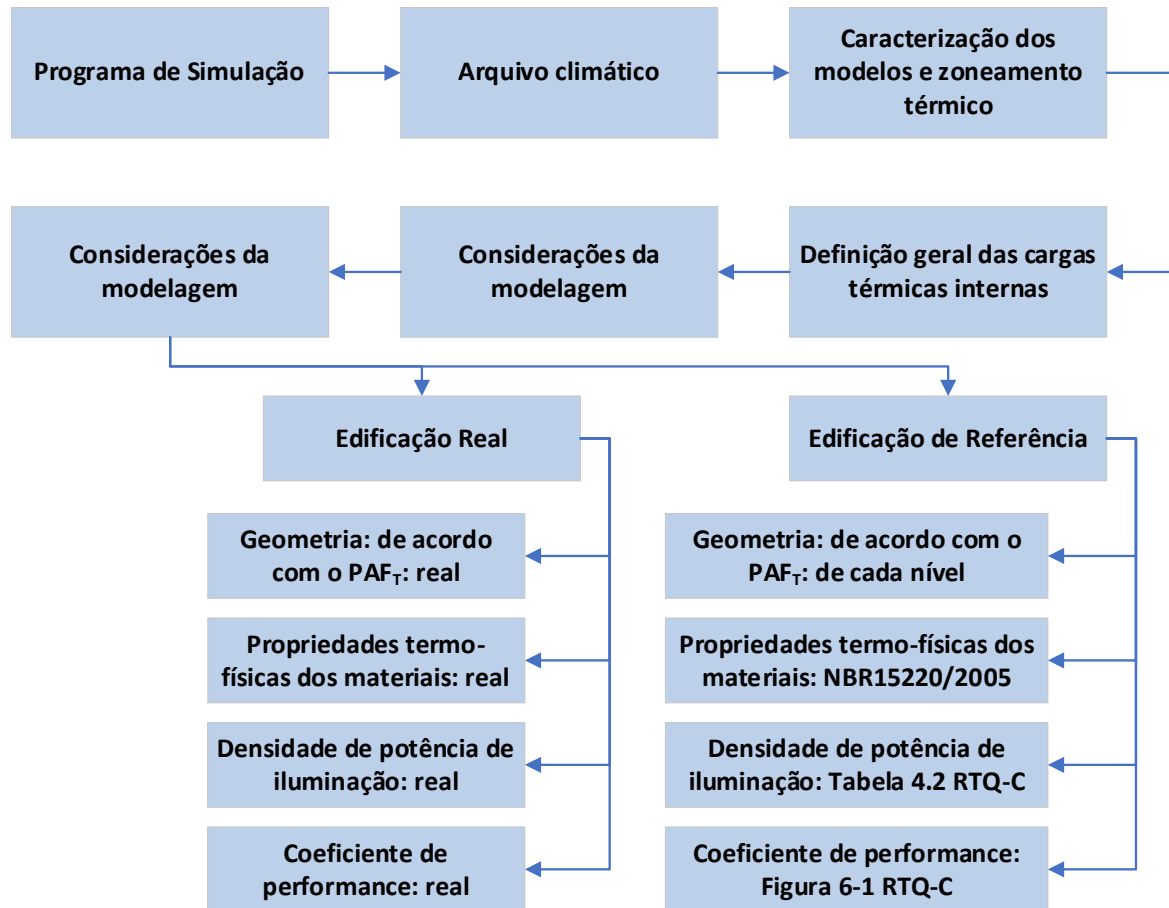 Programa de Simulação
Arquivo climático
Caracterização dos
modelos e zoneamento
térmico
Considerações da
modelagem
Considerações da
modelagem
Definição geral das cargas
térmicas internas
Edificação Real
Edificação de Referência
Geometria: de acordo
com o PAFT: real
Geometria: de acordo com o
PAFT: de cada nível
Propriedades termo-
físicas dos materiais: real
Propriedades termo-físicas dos
materiais: NBR15220/2005
Densidade de potência de
iluminação: real
Densidade de potência de
iluminação: Tabela 4.2 RTQ-C
Coeficiente de
performance: real
Coeficiente de performance:
Figura 6-1 RTQ-C